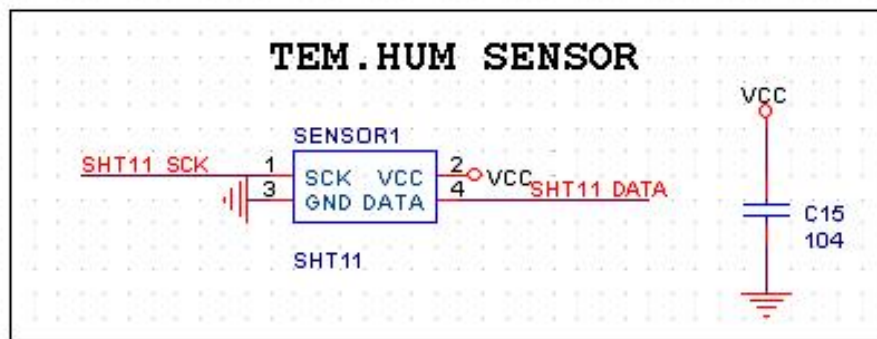 TEM.HUM SENSOR
VCC
SENSOR1
SHT11 SCK 1 SCK VCC 2 VCC
3 GND DATA 4 SHT11 DATA
C15
104
SHT11